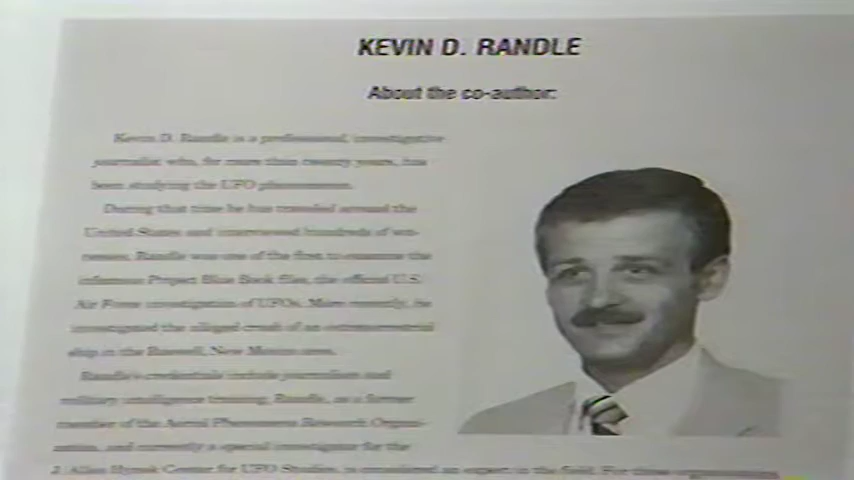 KEVIN D. RANDLE
About the co-author:
Kevin D. Randle is a professional, investigative
journalist who, for more than twenty years, has
been studying the UFO phenomenon.
During that time he has traveled around the
United States and interviewed hundreds of wit-
nesses. Randle was one of the first to examine the
infamous Project Blue Book files, the official U.S.
Air Force investigation of UFOs. More recently, he
investigated the alleged crash of an extraterrestrial
ship in the Roswell, New Mexico area.
Randle's credentials include journalism and
military intelligence training. Randle, as a former
member of the Aerial Phenomena Research Organi-
zation, and currently a special investigator for the
J. Allen Hynek Center for UFO Studies, is considered an expert in the field. For three